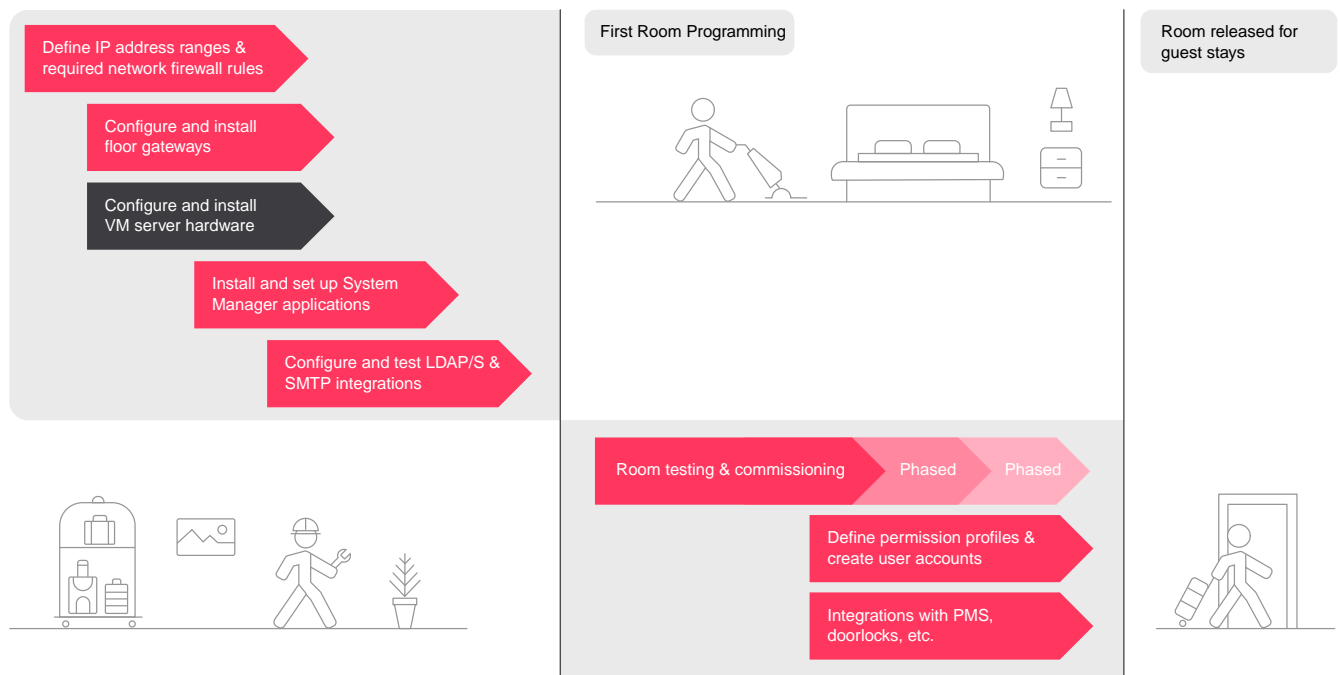 Define IP address ranges &
required network firewall rules
Configure and install
floor gateways
Configure and install
VM server hardware
Install and set up System
Manager applications
Configure and test LDAP/S &
SMTP integrations
First Room Programming
Room testing & commissioning
Phased
Phased
Define permission profiles &
create user accounts
Integrations with PMS,
doorlocks, etc.
Room released for
guest stays